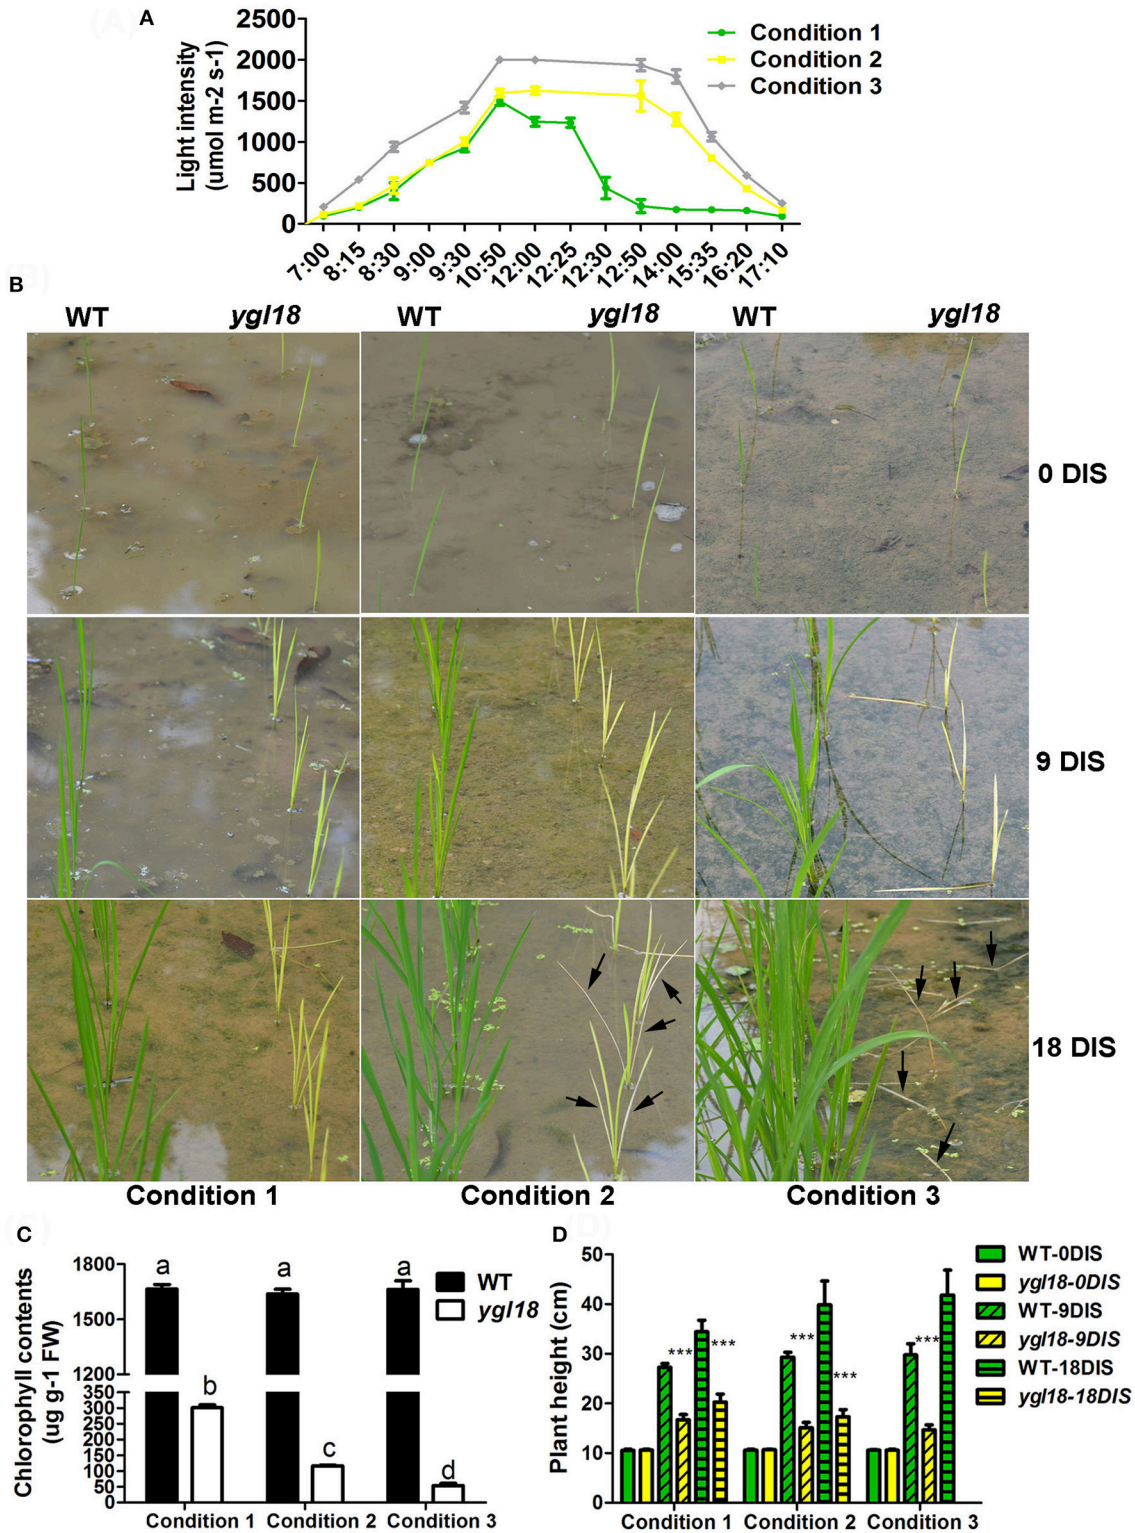 (A) A
2500
2000
1500
1000
500
0
Light intensity
(umol m-2 s-1)
Condition 1
Condition 2
Condition 3
7:00 8:15 8:30 9:00 9:30 10:50 12:00 12:25 12:30 12:50 14:00 15:35 16:20 17:10
(B)
B
WT ygl18 WT ygl18 WT ygl18
0 DIS
9 DIS
18 DIS
Condition 1 Condition 2 Condition 3
(C)
C
1800
1500
1200
350
300
250
200
150
100
50
0
Chlorophyll contents
(ug g-1 FW)
a b a c a d
WT
ygl18
Condition 1 Condition 2 Condition 3
(D)
D
50
40
30
20
10
0
Plant height (cm)
*** *** *** *** ***
WT-0DIS
ygl18-0DIS
WT-9DIS
ygl18-9DIS
WT-18DIS
ygl18-18DIS
Condition 1 Condition 2 Condition 3